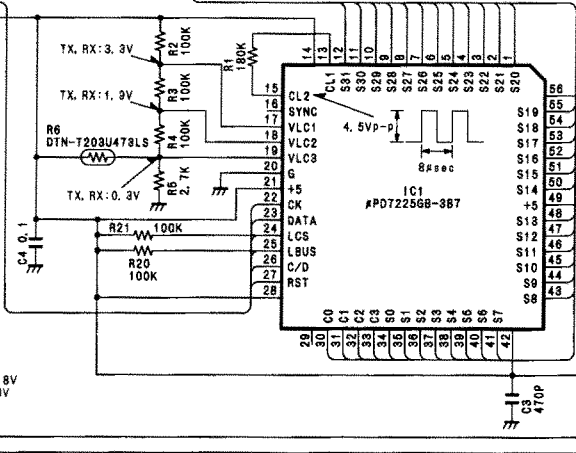 14 13 12 11 10 9 8 7 6 5 4 3 2 1
CL1 S31 S30 S29 S28 S27 S26 S25 S24 S23 S22 S21 S20
TX, RX:3.3V
R2 100K
R1 180K
TX, RX:1.9V
R3 100K
R4 100K
R6
DTN-T203U473LS
TX, RX:0.3V
R5 2.7K
C4 0.1
R21 100K
R20
100K
15 CL2
16 SYNC
17 VLC1
18 VLC2
19 VLC3
20 G
21 +5
22 CK
23 DATA
24 LCS
25 LBUS
26 C/D
27 RST
28
4.5Vp-p
8μsec
IC1
μPD7225GB-3B7
56
S19 55
S18 54
S17 53
S16 52
S15 51
S14 50
+5 49
S13 48
S12 47
S11 46
S10 45
S9 44
S8 43
C0 C1 C2 C3 S0 S1 S2 S3 S4 S5 S6 S7
29 30 31 32 33 34 35 36 37 38 39 40 41 42
8V
V
C3 470P